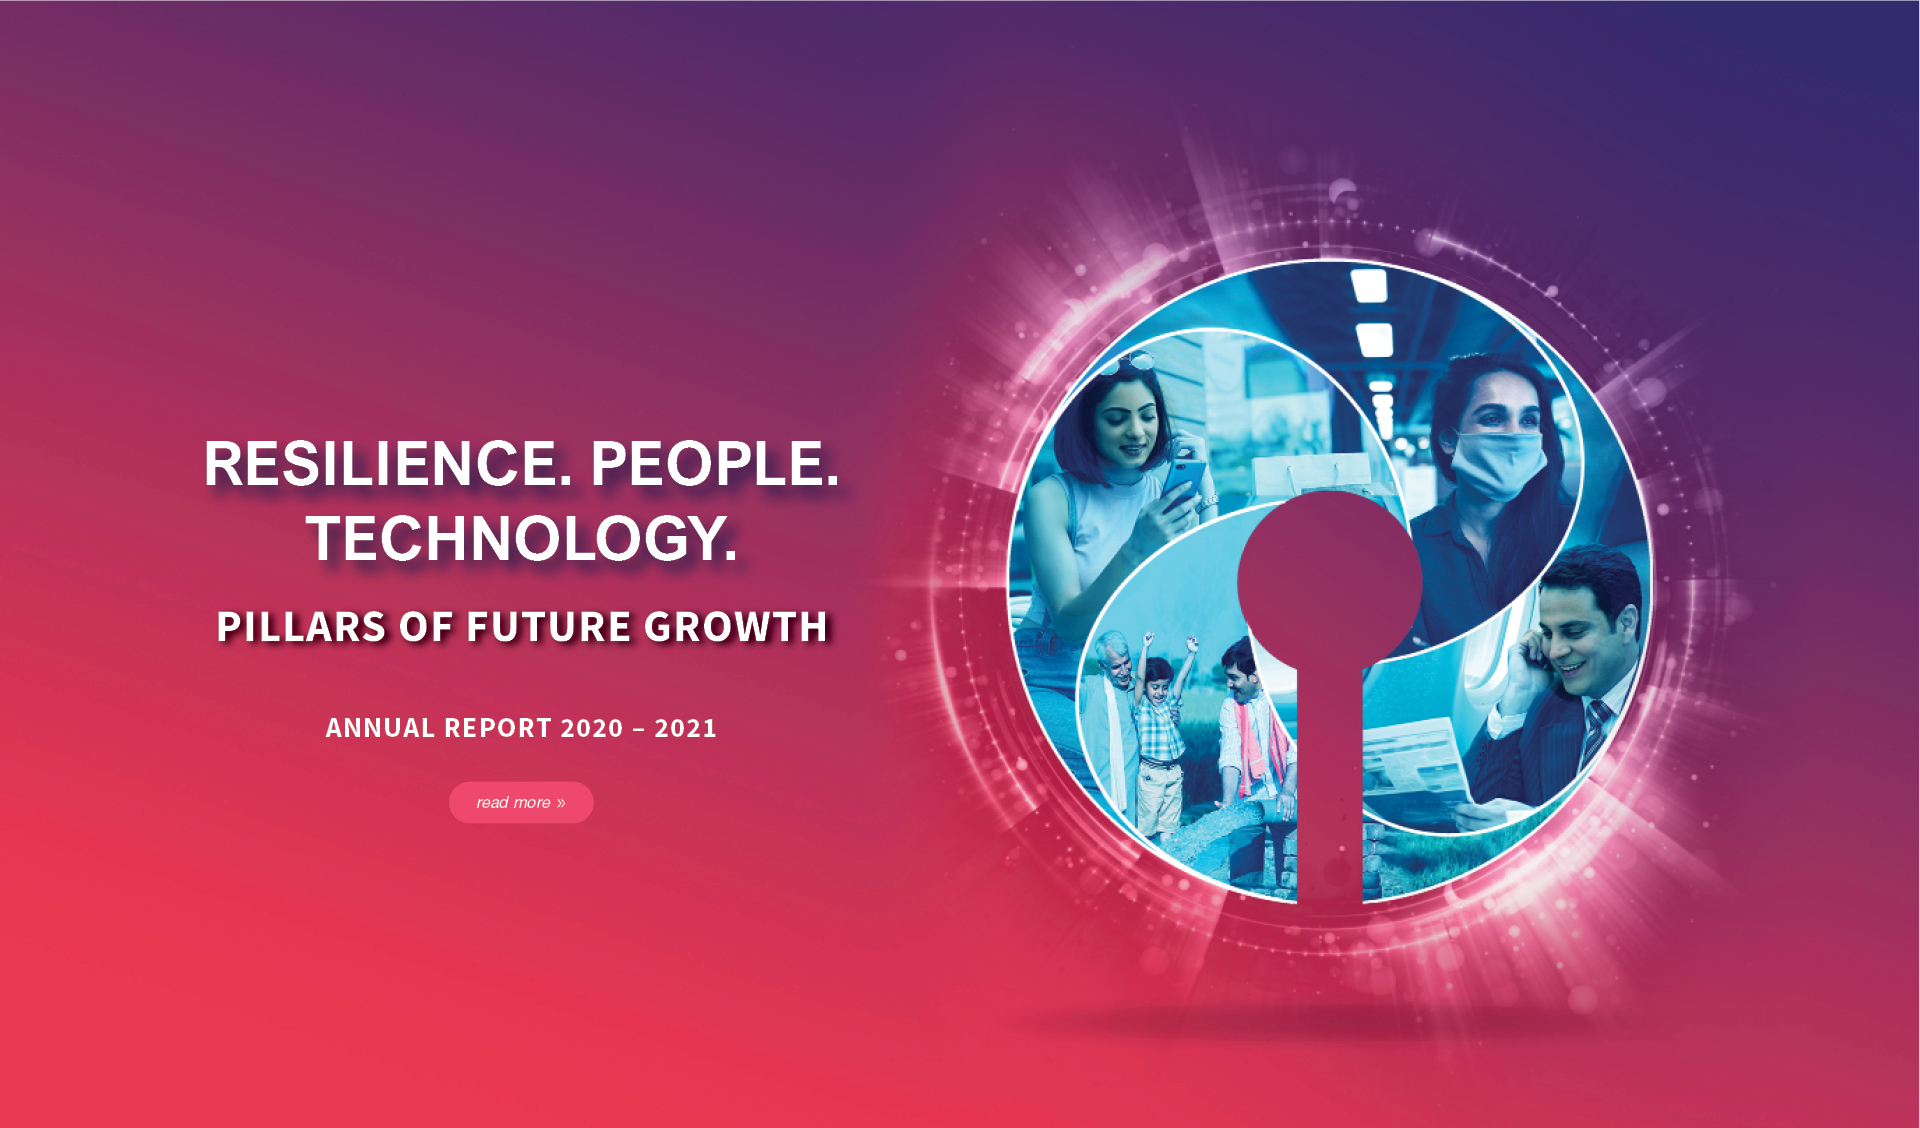 RESILIENCE. PEOPLE.
TECHNOLOGY.
PILLARS OF FUTURE GROWTH
ANNUAL REPORT 2020 – 2021
read more »